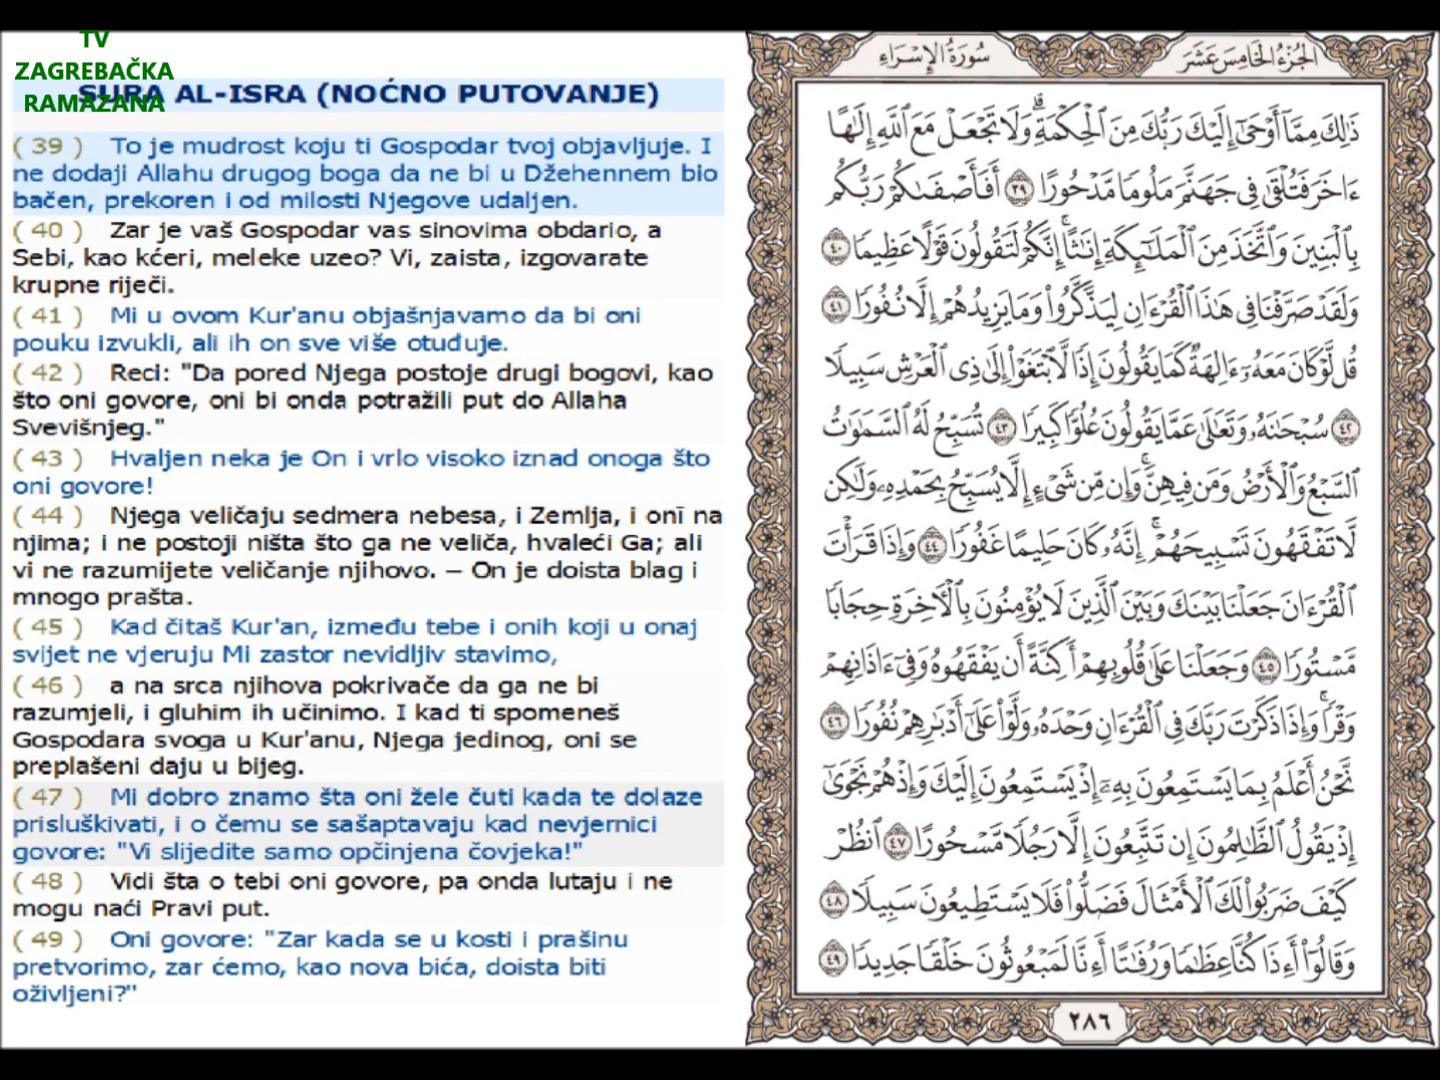 TV
ZAGREBAČKA
RAMAZANA
SURA AL-ISRA (NOĆNO PUTOVANJE)
( 39 ) To je mudrost koju ti Gospodar tvoj objavljuje. I
ne dodaji Allahu drugog boga da ne bi u Džehennem bio
bačen, prekoren i od milosti Njegove udaljen.
( 40 ) Zar je vaš Gospodar vas sinovima obdario, a
Sebi, kao kćeri, meleke uzeo? Vi, zaista, izgovarate
krupne riječi.
( 41 ) Mi u ovom Kur'anu objašnjavamo da bi oni
pouku izvukli, ali ih on sve više otuđuje.
( 42 ) Reci: "Da pored Njega postoje drugi bogovi, kao
što oni govore, oni bi onda potražili put do Allaha
Svevišnjeg."
( 43 ) Hvaljen neka je On i vrlo visoko iznad onoga što
oni govore!
( 44 ) Njega veličaju sedmera nebesa, i Zemlja, i onī na
njima; i ne postoji ništa što ga ne veliča, hvaleći Ga; ali
vi ne razumijete veličanje njihovo. – On je doista blag i
mnogo prašta.
( 45 ) Kad čitaš Kur'an, između tebe i onih koji u onaj
svijet ne vjeruju Mi zastor nevidljiv stavimo,
( 46 ) a na srca njihova pokrivače da ga ne bi
razumjeli, i gluhim ih učinimo. I kad ti spomeneš
Gospodara svoga u Kur'anu, Njega jedinog, oni se
preplašeni daju u bijeg.
( 47 ) Mi dobro znamo šta oni žele čuti kada te dolaze
prisluškivati, i o čemu se sašaptavaju kad nevjernici
govore: "Vi slijedite samo opčinjena čovjeka!"
( 48 ) Vidi šta o tebi oni govore, pa onda lutaju i ne
mogu naći Pravi put.
( 49 ) Oni govore: "Zar kada se u kosti i prašinu
pretvorimo, zar ćemo, kao nova bića, doista biti
oživljeni?"
الجُزْءُ الخَامِسَ عَشَرَ
سُورَةُ الإِسْرَاءِ
ذَٰلِكَ مِمَّآ أَوْحَىٰٓ إِلَيْكَ رَبُّكَ مِنَ ٱلْحِكْمَةِۗ وَلَا تَجْعَلْ مَعَ ٱللَّهِ إِلَٰهًا
ءَاخَرَ فَتُلْقَىٰ فِى جَهَنَّمَ مَلُومًا مَّدْحُورًا ٣٩ أَفَأَصْفَىٰكُمْ رَبُّكُم
بِٱلْبَنِينَ وَٱتَّخَذَ مِنَ ٱلْمَلَٰٓئِكَةِ إِنَٰثًاۚ إِنَّكُمْ لَتَقُولُونَ قَوْلًا عَظِيمًا ٤٠
وَلَقَدْ صَرَّفْنَا فِى هَٰذَا ٱلْقُرْءَانِ لِيَذَّكَّرُوا۟ وَمَا يَزِيدُهُمْ إِلَّا نُفُورًا ٤١
قُل لَّوْ كَانَ مَعَهُۥٓ ءَالِهَةٌ كَمَا يَقُولُونَ إِذًا لَّٱبْتَغَوْا۟ إِلَىٰ ذِى ٱلْعَرْشِ سَبِيلًا
٤٢ سُبْحَٰنَهُۥ وَتَعَٰلَىٰ عَمَّا يَقُولُونَ عُلُوًّا كَبِيرًا ٤٣ تُسَبِّحُ لَهُ ٱلسَّمَٰوَٰتُ
ٱلسَّبْعُ وَٱلْأَرْضُ وَمَن فِيهِنَّۚ وَإِن مِّن شَىْءٍ إِلَّا يُسَبِّحُ بِحَمْدِهِۦ وَلَٰكِن
لَّا تَفْقَهُونَ تَسْبِيحَهُمْۗ إِنَّهُۥ كَانَ حَلِيمًا غَفُورًا ٤٤ وَإِذَا قَرَأْتَ
ٱلْقُرْءَانَ جَعَلْنَا بَيْنَكَ وَبَيْنَ ٱلَّذِينَ لَا يُؤْمِنُونَ بِٱلْءَاخِرَةِ حِجَابًا
مَّسْتُورًا ٤٥ وَجَعَلْنَا عَلَىٰ قُلُوبِهِمْ أَكِنَّةً أَن يَفْقَهُوهُ وَفِىٓ ءَاذَانِهِمْ
وَقْرًاۚ وَإِذَا ذَكَرْتَ رَبَّكَ فِى ٱلْقُرْءَانِ وَحْدَهُۥ وَلَّوْا۟ عَلَىٰٓ أَدْبَٰرِهِمْ نُفُورًا ٤٦
نَّحْنُ أَعْلَمُ بِمَا يَسْتَمِعُونَ بِهِۦٓ إِذْ يَسْتَمِعُونَ إِلَيْكَ وَإِذْ هُمْ نَجْوَىٰٓ
إِذْ يَقُولُ ٱلظَّٰلِمُونَ إِن تَتَّبِعُونَ إِلَّا رَجُلًا مَّسْحُورًا ٤٧ ٱنظُرْ
كَيْفَ ضَرَبُوا۟ لَكَ ٱلْأَمْثَالَ فَضَلُّوا۟ فَلَا يَسْتَطِيعُونَ سَبِيلًا ٤٨
وَقَالُوٓا۟ أَءِذَا كُنَّا عِظَٰمًا وَرُفَٰتًا أَءِنَّا لَمَبْعُوثُونَ خَلْقًا جَدِيدًا ٤٩
٢٨٦